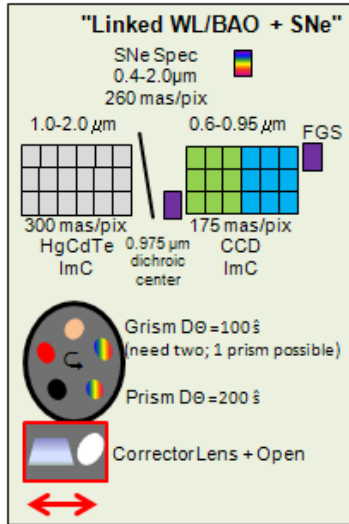 "Linked WL/BAO + SNe"
SNe Spec
0.4-2.0µm
260 mas/pix
1.0-2.0 µm
0.6-0.95 µm
FGS
300 mas/pix
HgCdTe
ImC
0.975 µm
dichroic
center
175 mas/pix
CCD
ImC
Grism DΘ=100 ŝ
(need two; 1 prism possible)
Prism DΘ=200 ŝ
Corrector Lens + Open